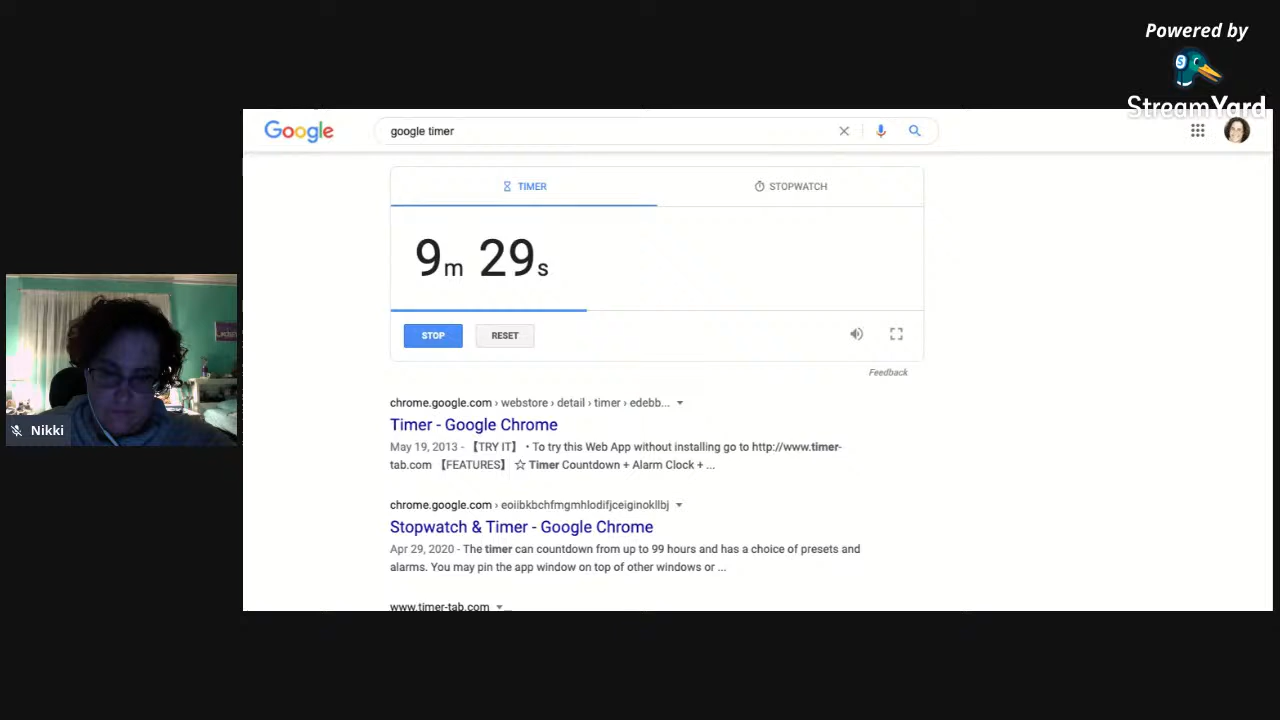 Powered by
StreamYard
Google
google timer
TIMER
STOPWATCH
9m 29s
STOP
RESET
Feedback
chrome.google.com › webstore › detail › timer › edebb...
Timer - Google Chrome
May 19, 2013 - 【TRY IT】 • To try this Web App without installing go to http://www.timer-
tab.com 【FEATURES】 ☆ Timer Countdown + Alarm Clock + ...
chrome.google.com › eoiibkbchfmgmhlodifjceiginokllbj
Stopwatch & Timer - Google Chrome
Apr 29, 2020 - The timer can countdown from up to 99 hours and has a choice of presets and
alarms. You may pin the app window on top of other windows or ...
www.timer-tab.com
Nikki